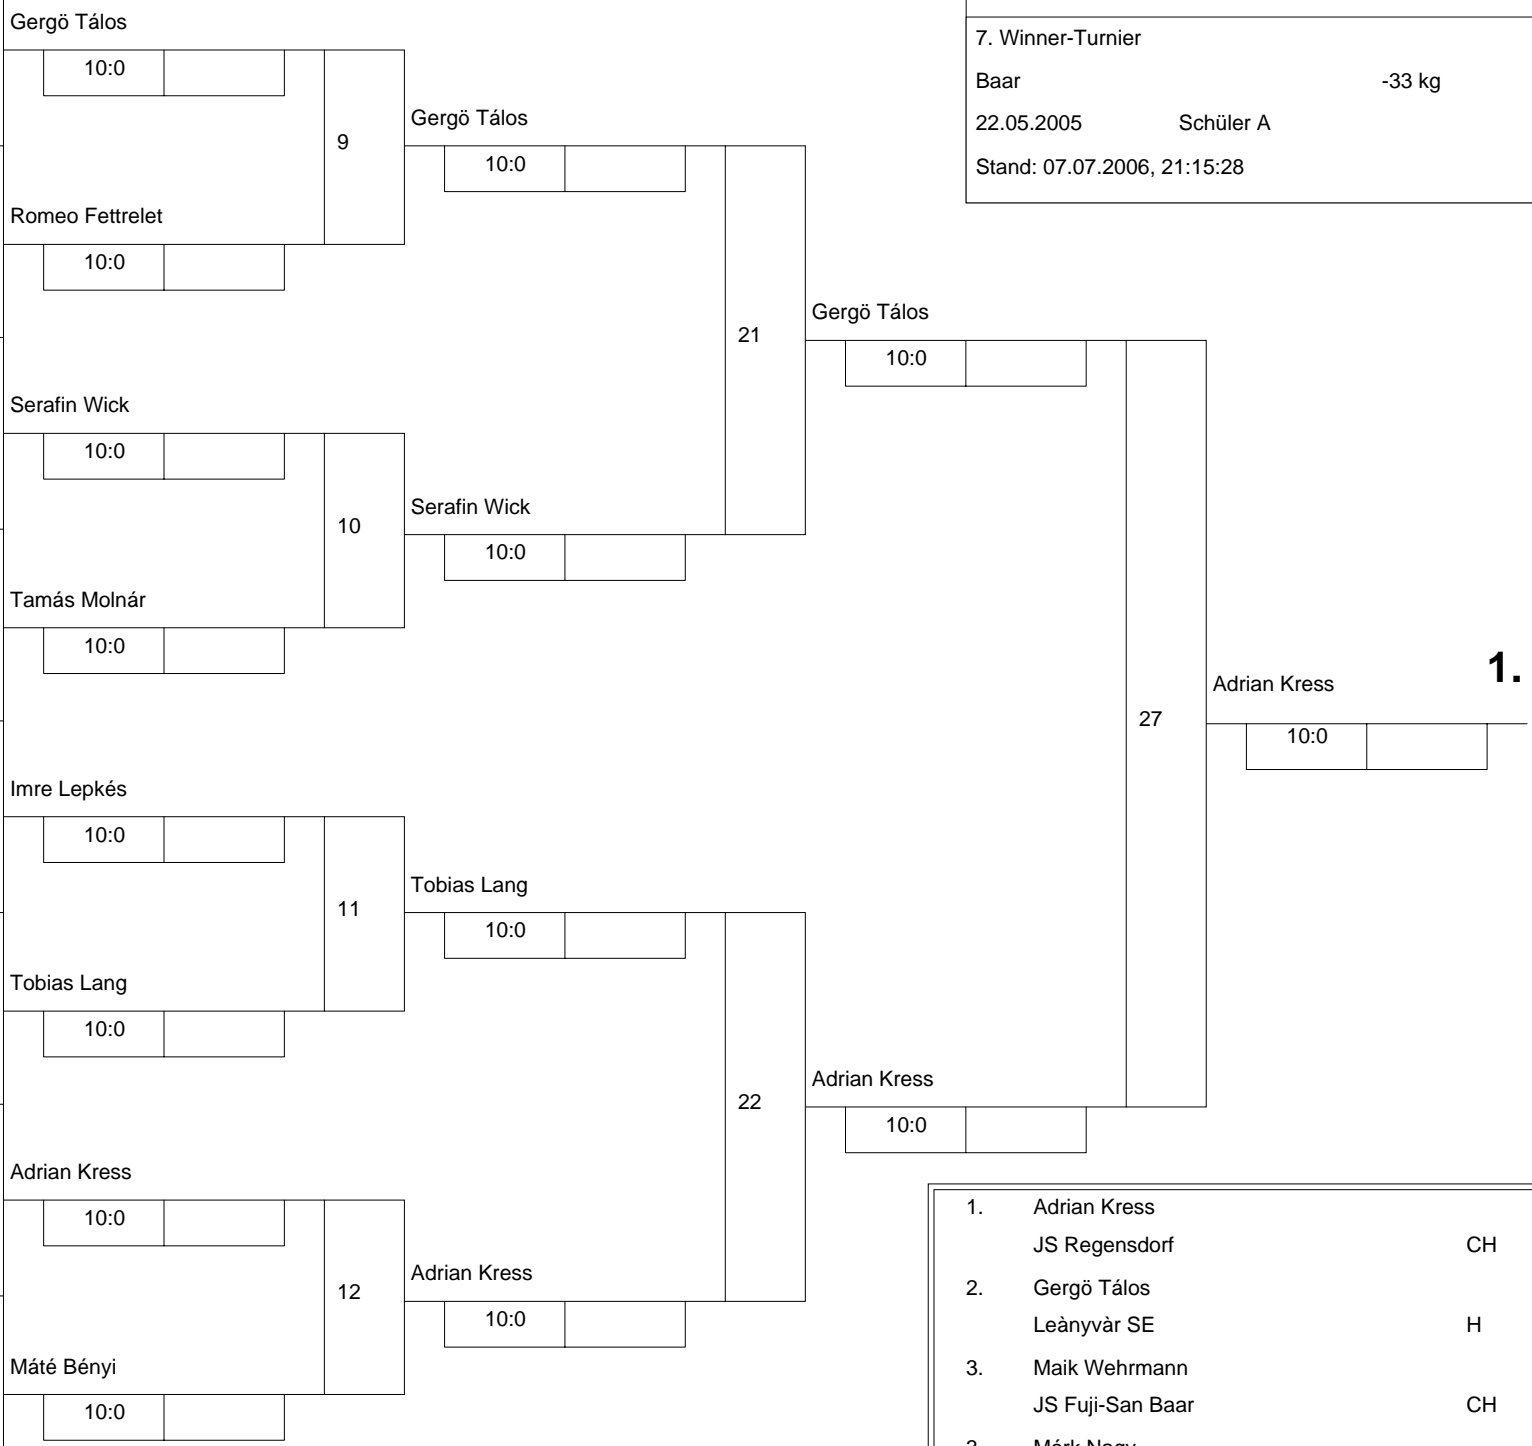 Gergö Tálos
10:0
9
Romeo Fettrelet
10:0
Serafin Wick
10:0
10
Tamás Molnár
10:0
Imre Lepkés
10:0
11
Tobias Lang
10:0
Adrian Kress
10:0
12
Máté Bényi
10:0
Gergö Tálos
10:0
21
Serafin Wick
10:0
Tobias Lang
10:0
22
Adrian Kress
10:0
Gergö Tálos
10:0
27
Adrian Kress
10:0
Adrian Kress 1.
10:0
7. Winner-Turnier
Baar -33 kg
22.05.2005 Schüler A
Stand: 07.07.2006, 21:15:28
1. Adrian Kress
JS Regensdorf CH
2. Gergö Tálos
Leànyvàr SE H
3. Maik Wehrmann
JS Fuji-San Baar CH
3. Márk Nagy